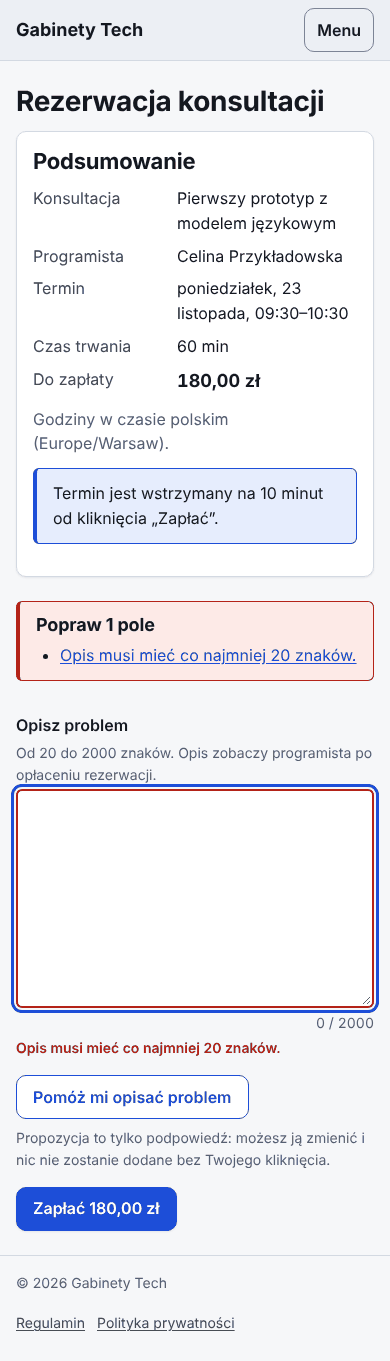 Gabinety Tech
Menu
Rezerwacja konsultacji
Podsumowanie
Konsultacja
Pierwszy prototyp z
modelem językowym
Programista
Celina Przykładowska
Termin
poniedziałek, 23
listopada, 09:30–10:30
Czas trwania
60 min
Do zapłaty
180,00 zł
Godziny w czasie polskim
(Europe/Warsaw).
Termin jest wstrzymany na 10 minut
od kliknięcia „Zapłać”.
Popraw 1 pole
Opis musi mieć co najmniej 20 znaków.
Opisz problem
Od 20 do 2000 znaków. Opis zobaczy programista po
opłaceniu rezerwacji.
0 / 2000
Opis musi mieć co najmniej 20 znaków.
Pomóż mi opisać problem
Propozycja to tylko podpowiedź: możesz ją zmienić i
nic nie zostanie dodane bez Twojego kliknięcia.
Zapłać 180,00 zł
© 2026 Gabinety Tech
Regulamin Polityka prywatności